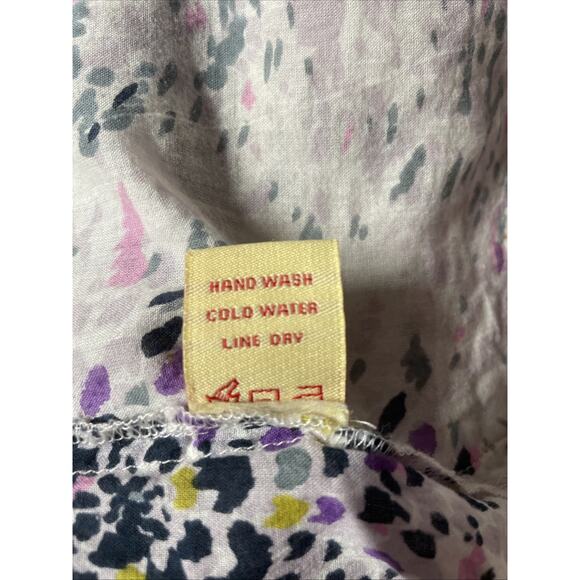 HAND WASH
COLD WATER
LINE DRY